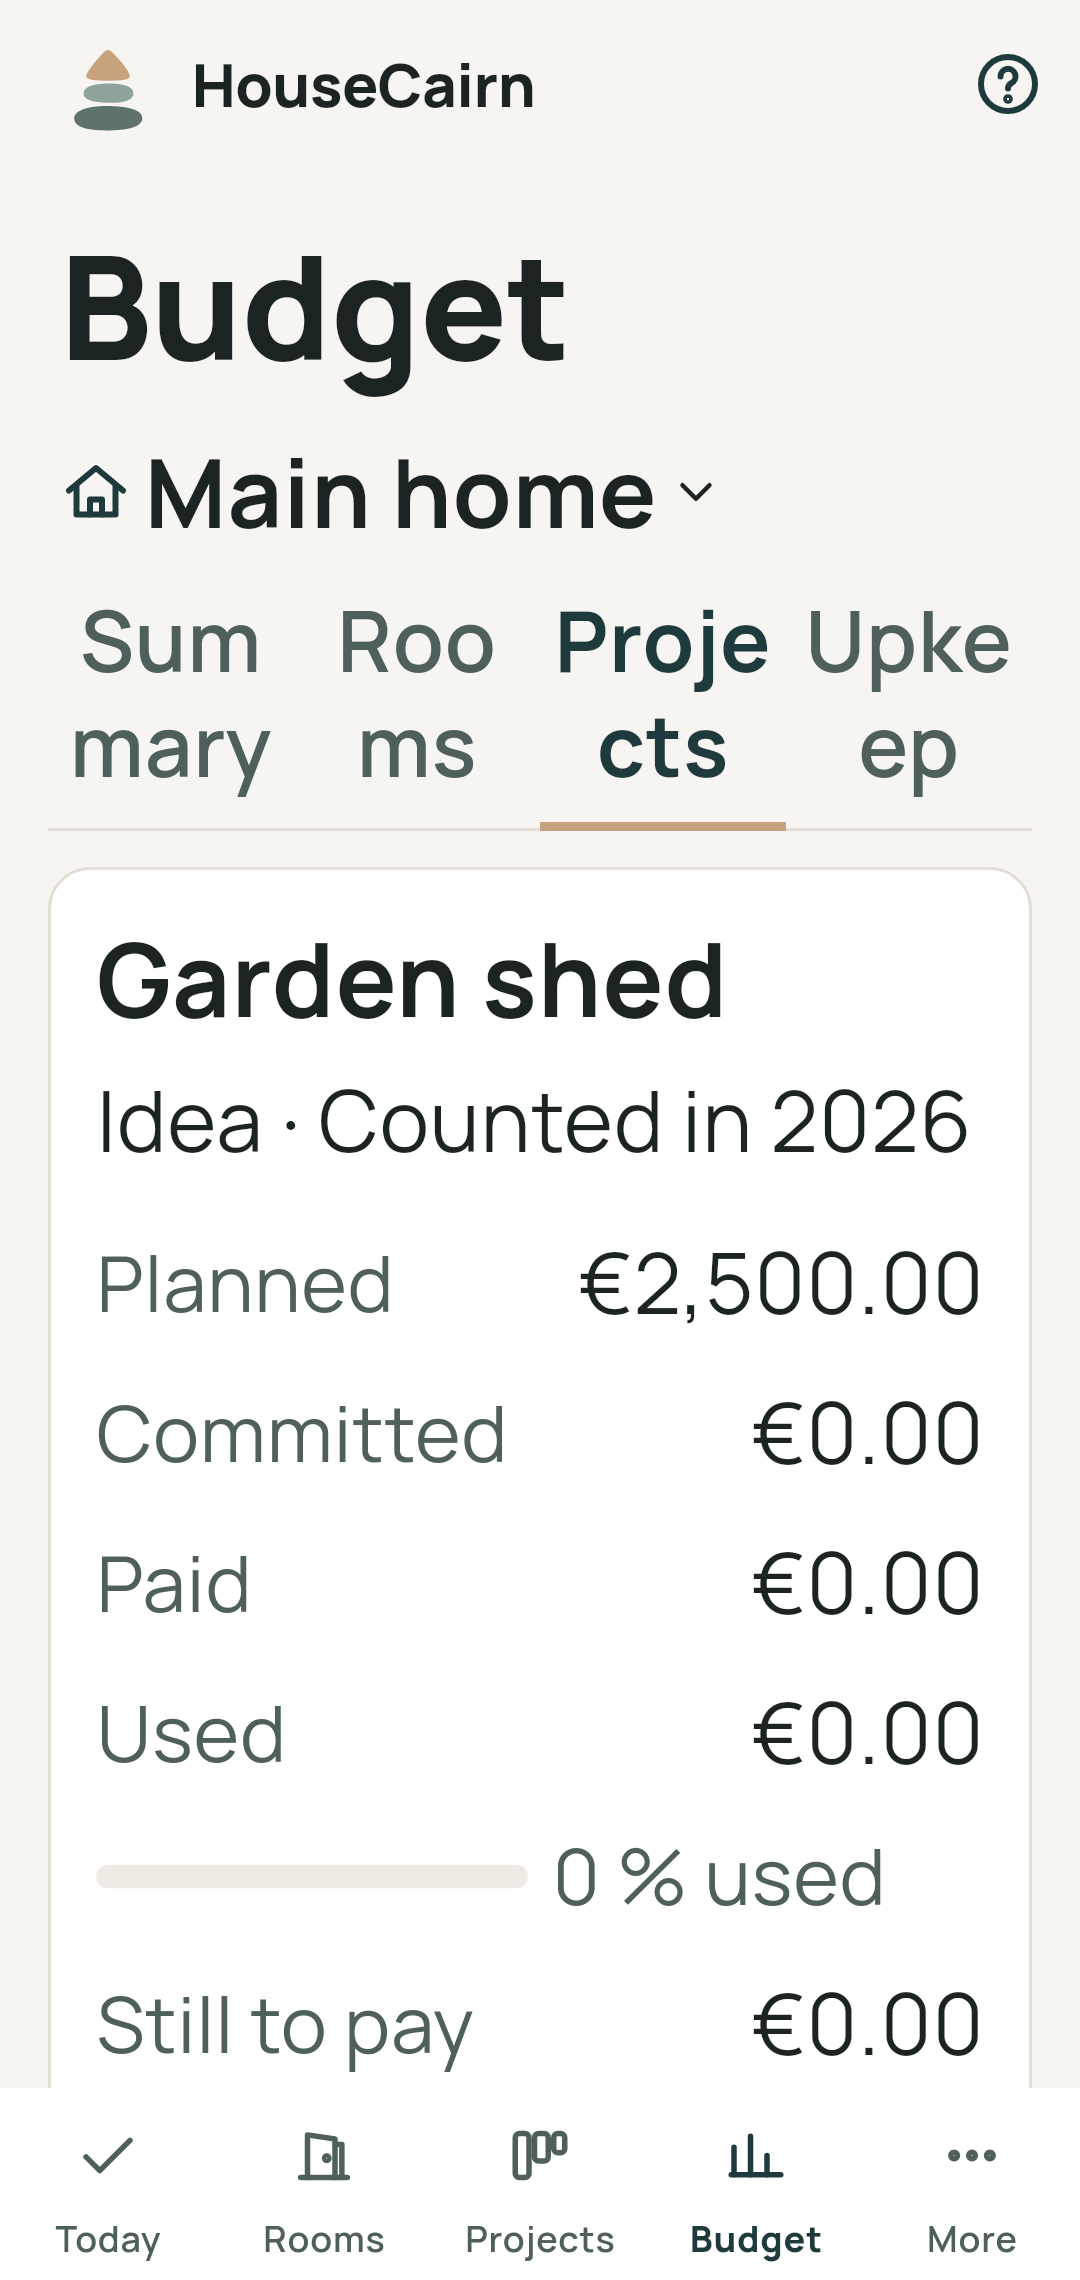 HouseCairn
Budget
Main home
Sum Roo Proje Upke
mary ms cts ep
Garden shed
Idea · Counted in 2026
Planned €2,500.00
Committed €0.00
Paid €0.00
Used €0.00
0 % used
Still to pay €0.00
Today Rooms Projects Budget More